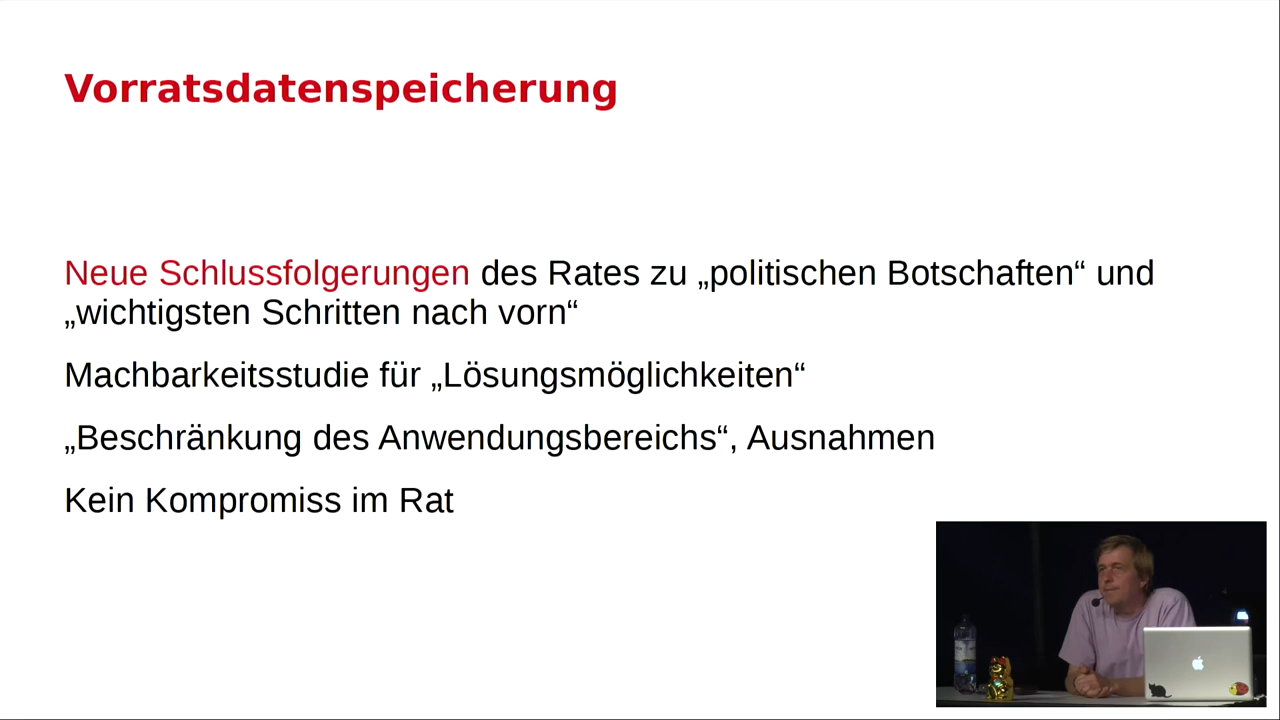 Vorratsdatenspeicherung
Neue Schlussfolgerungen des Rates zu „politischen Botschaften“ und
„wichtigsten Schritten nach vorn“
Machbarkeitsstudie für „Lösungsmöglichkeiten“
„Beschränkung des Anwendungsbereichs“, Ausnahmen
Kein Kompromiss im Rat